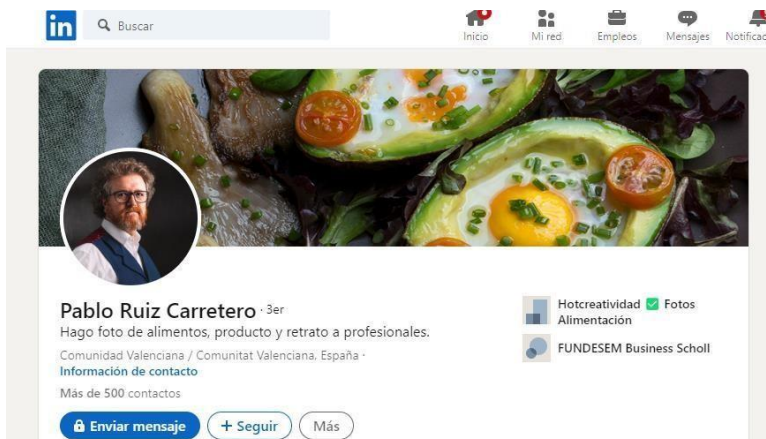 in Buscar
Inicio Mi red Empleos Mensajes Notificac
Pablo Ruiz Carretero · 3er
Hago foto de alimentos, producto y retrato a profesionales.
Comunidad Valenciana / Comunitat Valenciana, España ·
Información de contacto
Más de 500 contactos
Enviar mensaje + Seguir Más
Hotcreatividad ✅ Fotos
Alimentación
FUNDESEM Business Scholl